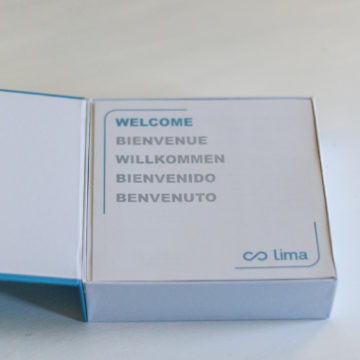 WELCOME
BIENVENUE
WILLKOMMEN
BIENVENIDO
BENVENUTO
lima